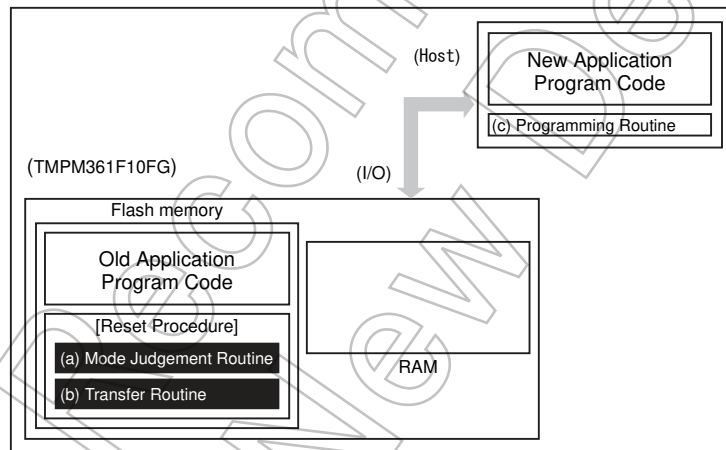 (Host)
New Application
Program Code
(c) Programming Routine
(TMPM361F10FG)
(I/O)
Flash memory
Old Application
Program Code
[Reset Procedure]
(a) Mode Judgement Routine
(b) Transfer Routine
RAM